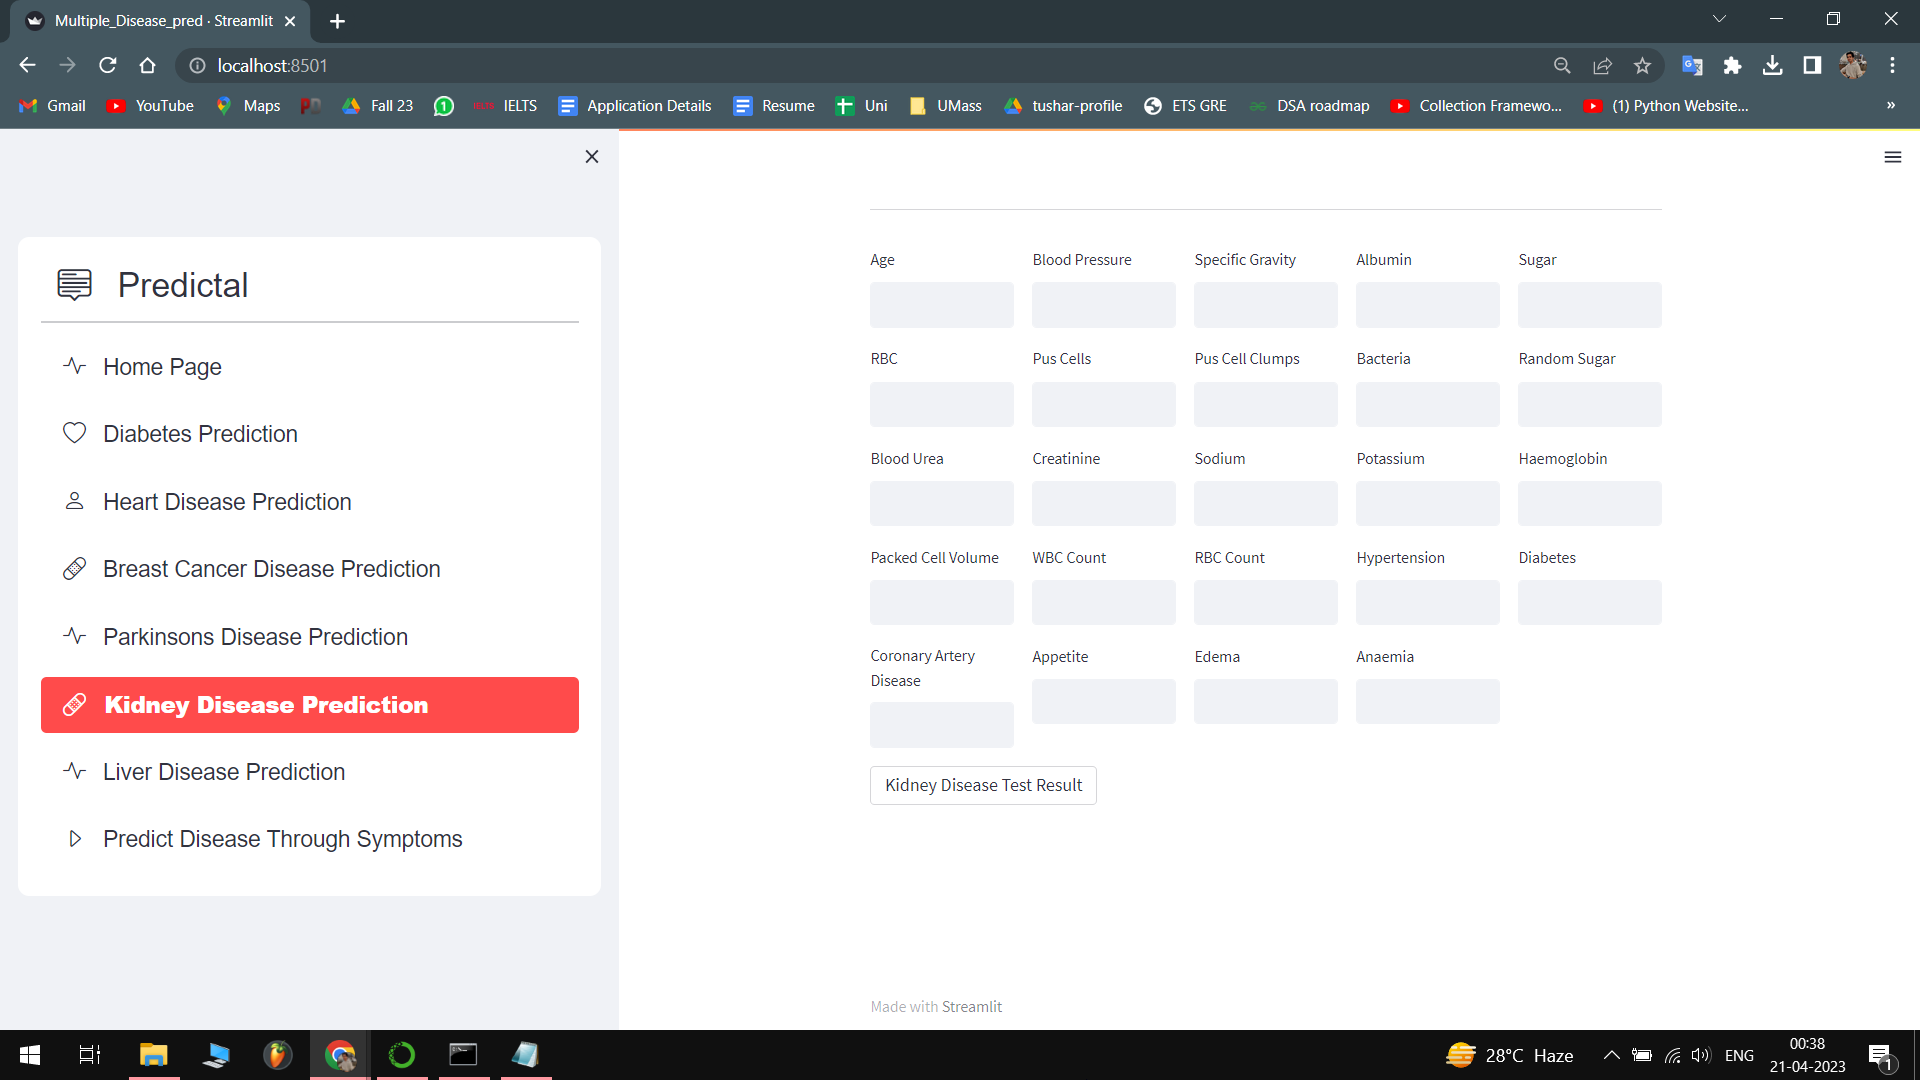 Multiple_Disease_pred · Streamlit
localhost:8501
Gmail YouTube Maps Fall 23 IELTS Application Details Resume Uni UMass tushar-profile ETS GRE DSA roadmap Collection Framewo... (1) Python Website... »
Predictal
Home Page
Diabetes Prediction
Heart Disease Prediction
Breast Cancer Disease Prediction
Parkinsons Disease Prediction
Kidney Disease Prediction
Liver Disease Prediction
Predict Disease Through Symptoms
Age Blood Pressure Specific Gravity Albumin Sugar
RBC Pus Cells Pus Cell Clumps Bacteria Random Sugar
Blood Urea Creatinine Sodium Potassium Haemoglobin
Packed Cell Volume WBC Count RBC Count Hypertension Diabetes
Coronary Artery Disease Appetite Edema Anaemia
Kidney Disease Test Result
Made with Streamlit
28°C Haze ENG
00:38
21-04-2023
1